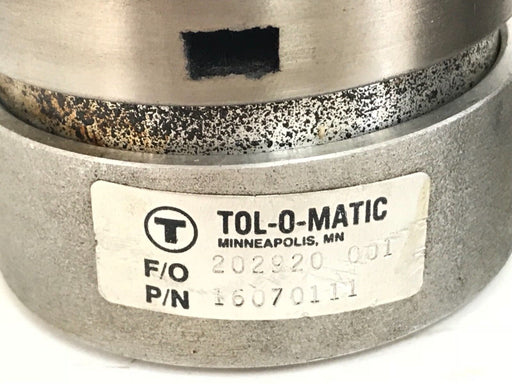 T TOL-O-MATIC
MINNEAPOLIS, MN
F/O 202920 001
P/N 16070111